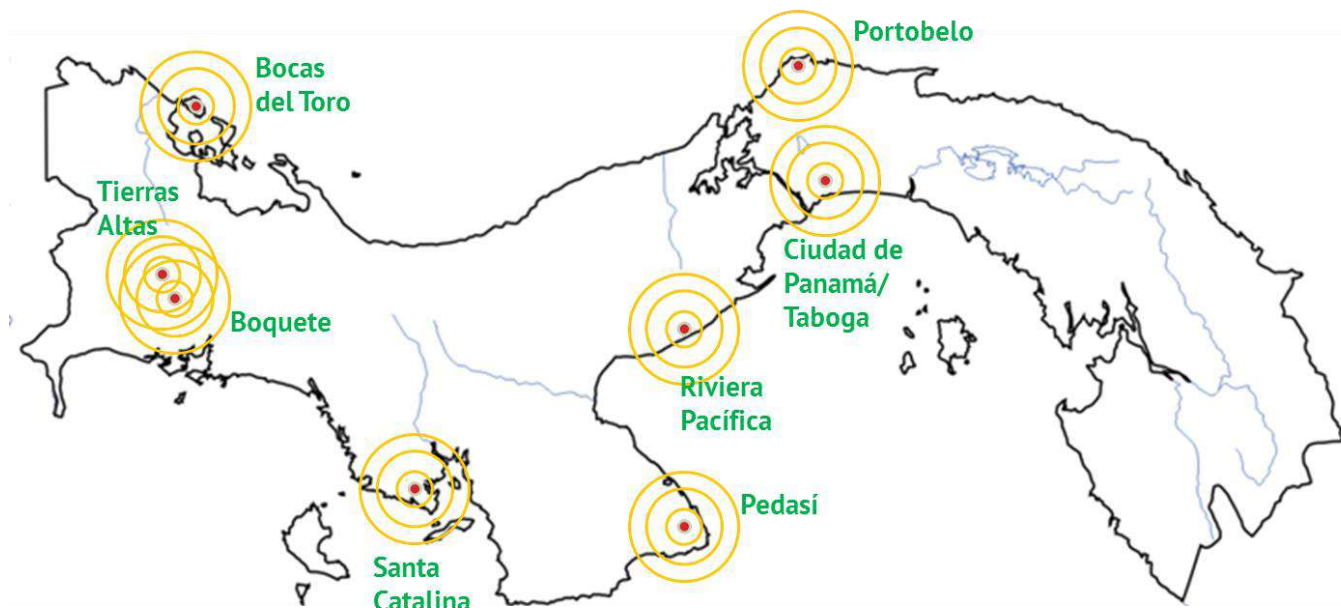 Portobelo
Bocas
del Toro
Tierras
Altas
Ciudad de
Panamá/
Taboga
Boquete
Riviera
Pacífica
Pedasí
Santa
Catalina